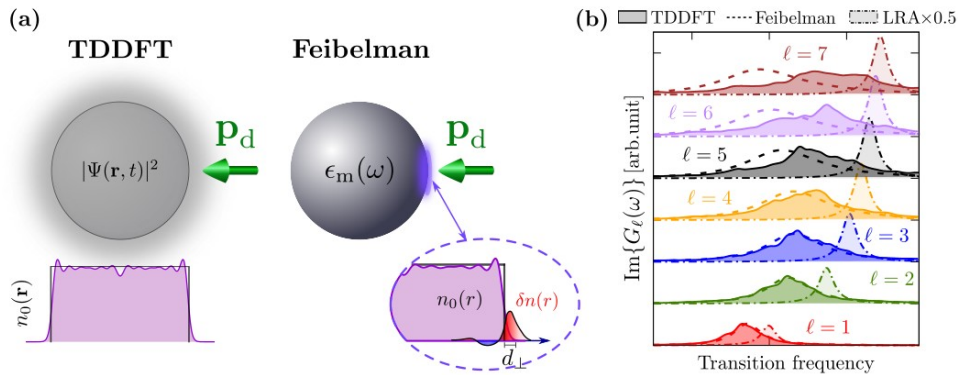 (a)
TDDFT
Feibelman
|Ψ(r, t)|²
p_d
ϵ_m(ω)
p_d
n₀(r)
n₀(r)
δn(r)
d_⊥
(b)
TDDFT Feibelman LRA×0.5
ℓ = 7
ℓ = 6
ℓ = 5
ℓ = 4
ℓ = 3
ℓ = 2
ℓ = 1
Im{G_ℓ(ω)} [arb.unit]
Transition frequency